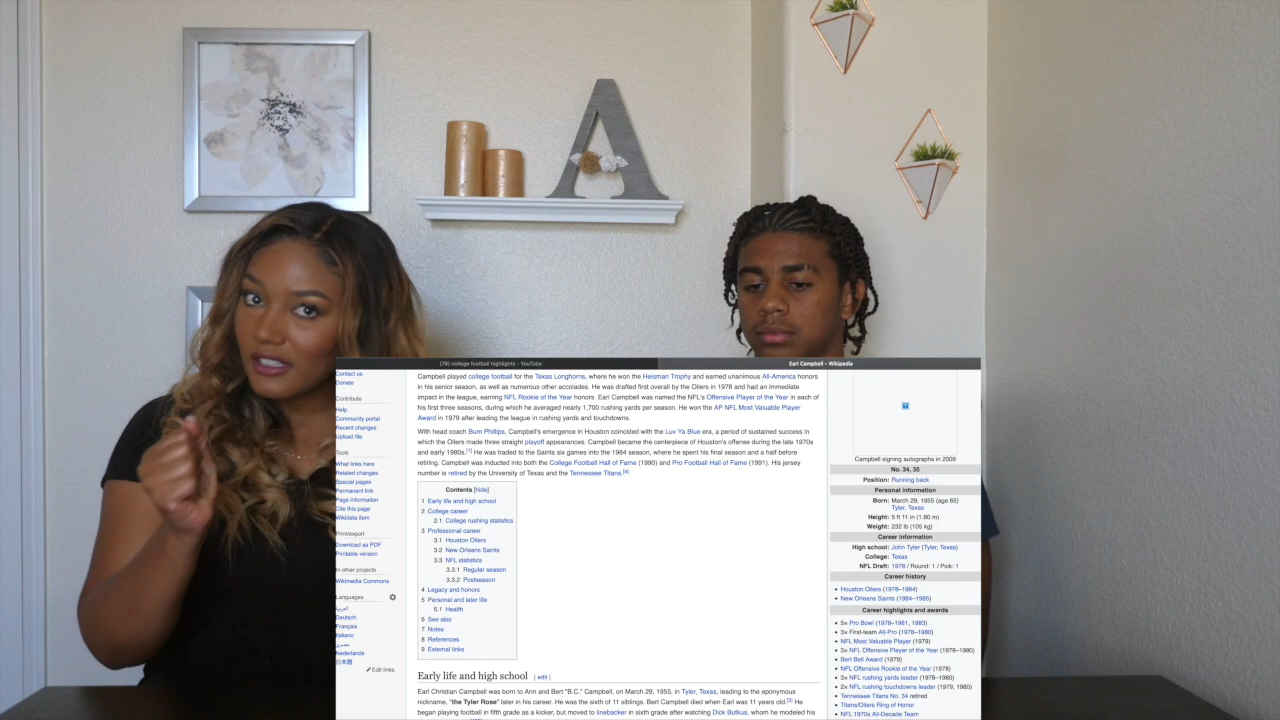 A
(79) college football highlights - YouTube
Earl Campbell - Wikipedia
Contact us
Donate
Contribute
Help
Community portal
Recent changes
Upload file
Tools
What links here
Related changes
Special pages
Permanent link
Page information
Cite this page
Wikidata item
Print/export
Download as PDF
Printable version
In other projects
Wikimedia Commons
Languages
العربية
Deutsch
Français
Italiano
مصرى
Nederlands
日本語
Edit links
Campbell played college football for the Texas Longhorns, where he won the Heisman Trophy and earned unanimous All-America honors
in his senior season, as well as numerous other accolades. He was drafted first overall by the Oilers in 1978 and had an immediate
impact in the league, earning NFL Rookie of the Year honors. Earl Campbell was named the NFL's Offensive Player of the Year in each of
his first three seasons, during which he averaged nearly 1,700 rushing yards per season. He won the AP NFL Most Valuable Player
Award in 1979 after leading the league in rushing yards and touchdowns.
With head coach Bum Phillips, Campbell's emergence in Houston coincided with the Luv Ya Blue era, a period of sustained success in
which the Oilers made three straight playoff appearances. Campbell became the centerpiece of Houston's offense during the late 1970s
and early 1980s.[1] He was traded to the Saints six games into the 1984 season, where he spent his final season and a half before
retiring. Campbell was inducted into both the College Football Hall of Fame (1990) and Pro Football Hall of Fame (1991). His jersey
number is retired by the University of Texas and the Tennessee Titans.[4]
Contents [hide]
1 Early life and high school
2 College career
2.1 College rushing statistics
3 Professional career
3.1 Houston Oilers
3.2 New Orleans Saints
3.3 NFL statistics
3.3.1 Regular season
3.3.2 Postseason
4 Legacy and honors
5 Personal and later life
5.1 Health
6 See also
7 Notes
8 References
9 External links
Early life and high school [ edit ]
Earl Christian Campbell was born to Ann and Bert "B.C." Campbell, on March 29, 1955, in Tyler, Texas, leading to the eponymous
nickname, "the Tyler Rose" later in his career. He was the sixth of 11 siblings. Bert Campbell died when Earl was 11 years old.[3] He
began playing football in fifth grade as a kicker, but moved to linebacker in sixth grade after watching Dick Butkus, whom he modeled his
Campbell signing autographs in 2009
No. 34, 35
Position: Running back
Personal information
Born: March 29, 1955 (age 65)
Tyler, Texas
Height: 5 ft 11 in (1.80 m)
Weight: 232 lb (105 kg)
Career information
High school: John Tyler (Tyler, Texas)
College: Texas
NFL Draft: 1978 / Round: 1 / Pick: 1
Career history
• Houston Oilers (1978–1984)
• New Orleans Saints (1984–1985)
Career highlights and awards
• 5x Pro Bowl (1978–1981, 1983)
• 3x First-team All-Pro (1978–1980)
• NFL Most Valuable Player (1979)
• 3x NFL Offensive Player of the Year (1978–1980)
• Bert Bell Award (1979)
• NFL Offensive Rookie of the Year (1978)
• 3x NFL rushing yards leader (1978–1980)
• 2x NFL rushing touchdowns leader (1979, 1980)
• Tennessee Titans No. 34 retired
• Titans/Oilers Ring of Honor
• NFL 1970s All-Decade Team